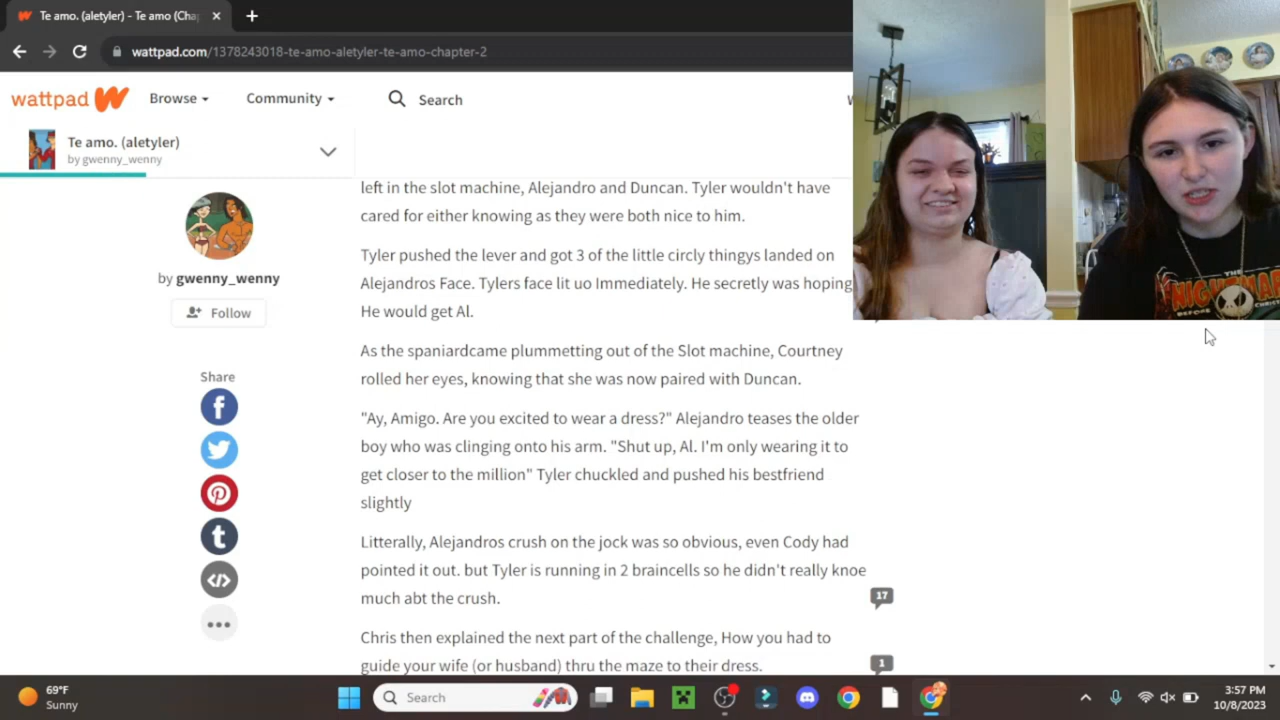 Te amo. (aletyler) - Te amo (Cha
wattpad.com/1378243018-te-amo-aletyler-te-amo-chapter-2
wattpad
Browse
Community
Search
W
Te amo. (aletyler)
by gwenny_wenny
by gwenny_wenny
Follow
Share
left in the slot machine, Alejandro and Duncan. Tyler wouldn't have
cared for either knowing as they were both nice to him.
Tyler pushed the lever and got 3 of the little circly thingys landed on
Alejandros Face. Tylers face lit uo Immediately. He secretly was hoping
He would get Al.
As the spaniardcame plummetting out of the Slot machine, Courtney
rolled her eyes, knowing that she was now paired with Duncan.
"Ay, Amigo. Are you excited to wear a dress?" Alejandro teases the older
boy who was clinging onto his arm. "Shut up, Al. I'm only wearing it to
get closer to the million" Tyler chuckled and pushed his bestfriend
slightly
Litterally, Alejandros crush on the jock was so obvious, even Cody had
pointed it out. but Tyler is running in 2 braincells so he didn't really knoe
much abt the crush.
17
Chris then explained the next part of the challenge, How you had to
guide your wife (or husband) thru the maze to their dress.
1
THE
NIGHTMAR
BEFORE CHRIST
69°F
Sunny
Search
3:57 PM
10/8/2023